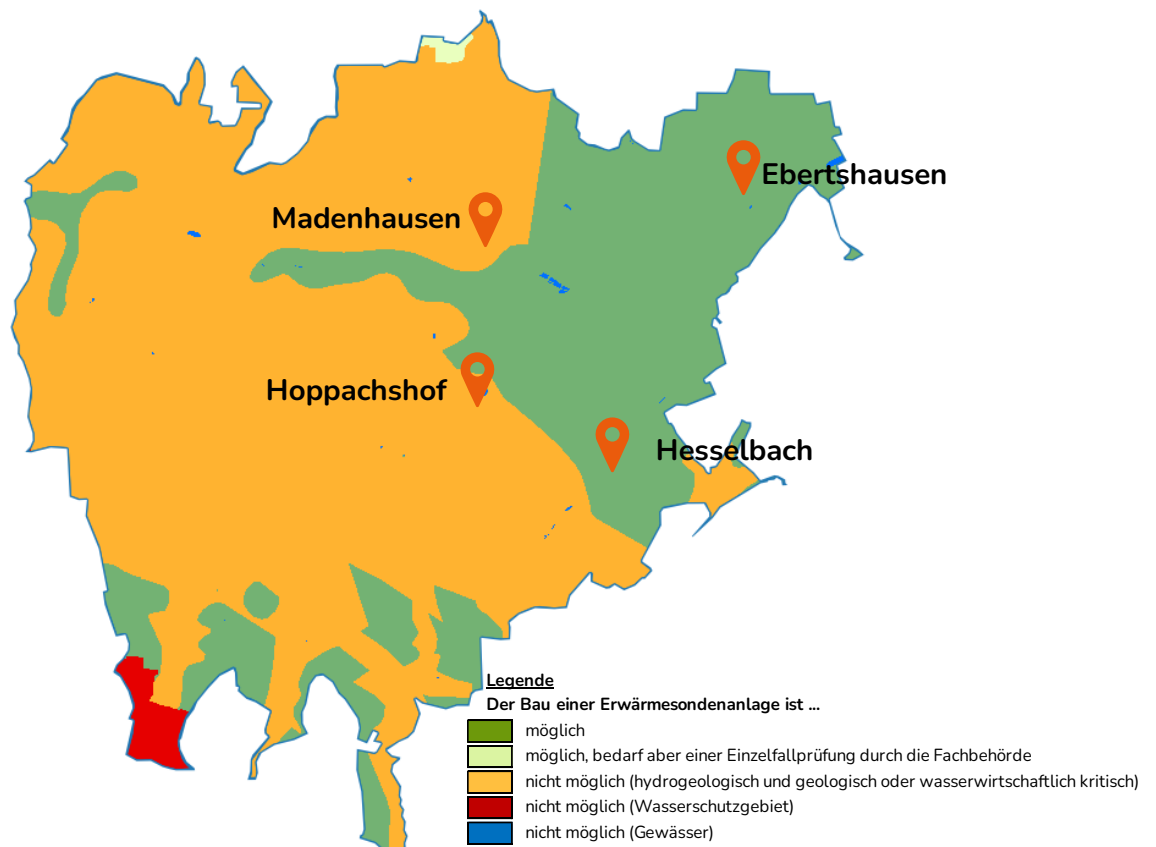 Ebertshausen
Madenhausen
Hoppachshof
Hesselbach
Legende
Der Bau einer Erwärmesondenanlage ist ...
möglich
möglich, bedarf aber einer Einzelfallprüfung durch die Fachbehörde
nicht möglich (hydrogeologisch und geologisch oder wasserwirtschaftlich kritisch)
nicht möglich (Wasserschutzgebiet)
nicht möglich (Gewässer)